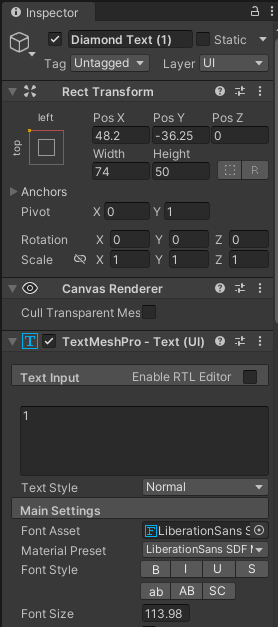 Inspector
Diamond Text (1)
Static
Tag Untagged Layer UI
Rect Transform
left
Pos X Pos Y Pos Z
48.2 -36.25 0
top
Width Height
74 50
R
Anchors
Pivot X 0 Y 1
Rotation X 0 Y 0 Z 0
Scale X 1 Y 1 Z 1
Canvas Renderer
Cull Transparent Mes
T TextMeshPro - Text (UI)
Text Input Enable RTL Editor
1
Text Style Normal
Main Settings
Font Asset F LiberationSans S
Material Preset LiberationSans SDF M
Font Style B I U S
ab AB SC
Font Size 113.98